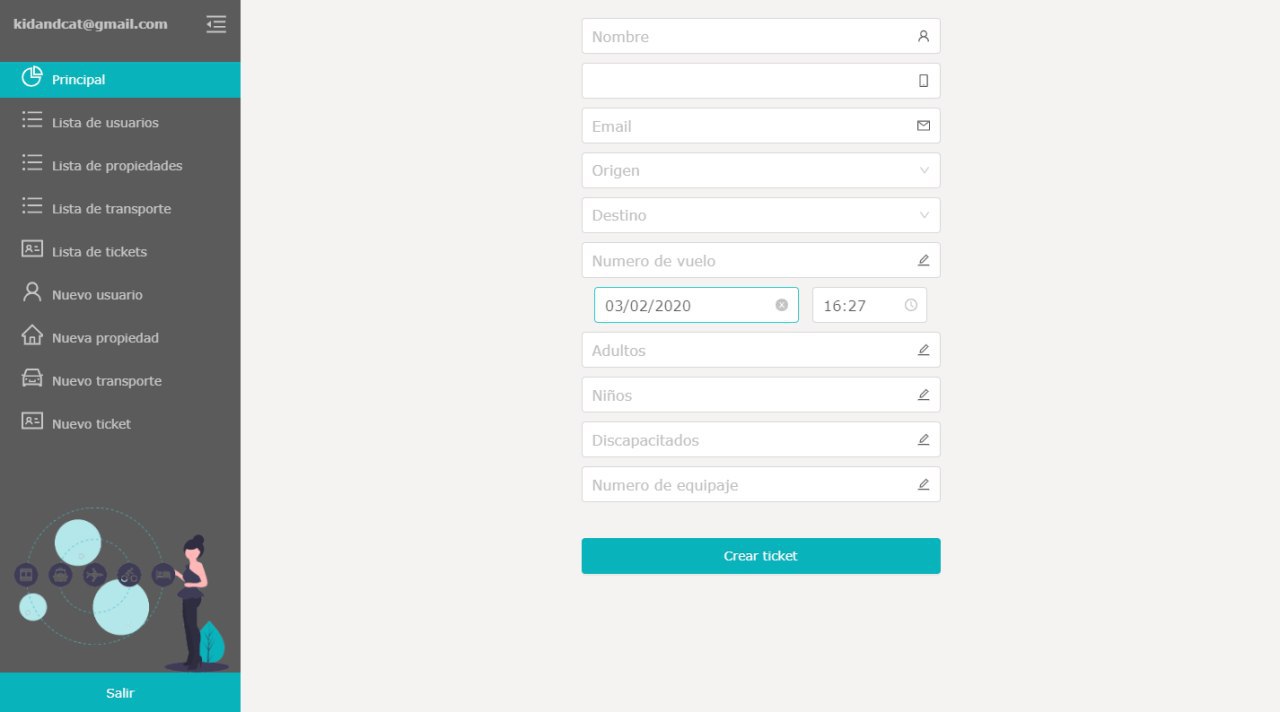 kidandcat@gmail.com
Principal
Lista de usuarios
Lista de propiedades
Lista de transporte
Lista de tickets
Nuevo usuario
Nueva propiedad
Nuevo transporte
Nuevo ticket
Salir
Nombre
Email
Origen
Destino
Numero de vuelo
03/02/2020 16:27
Adultos
Niños
Discapacitados
Numero de equipaje
Crear ticket